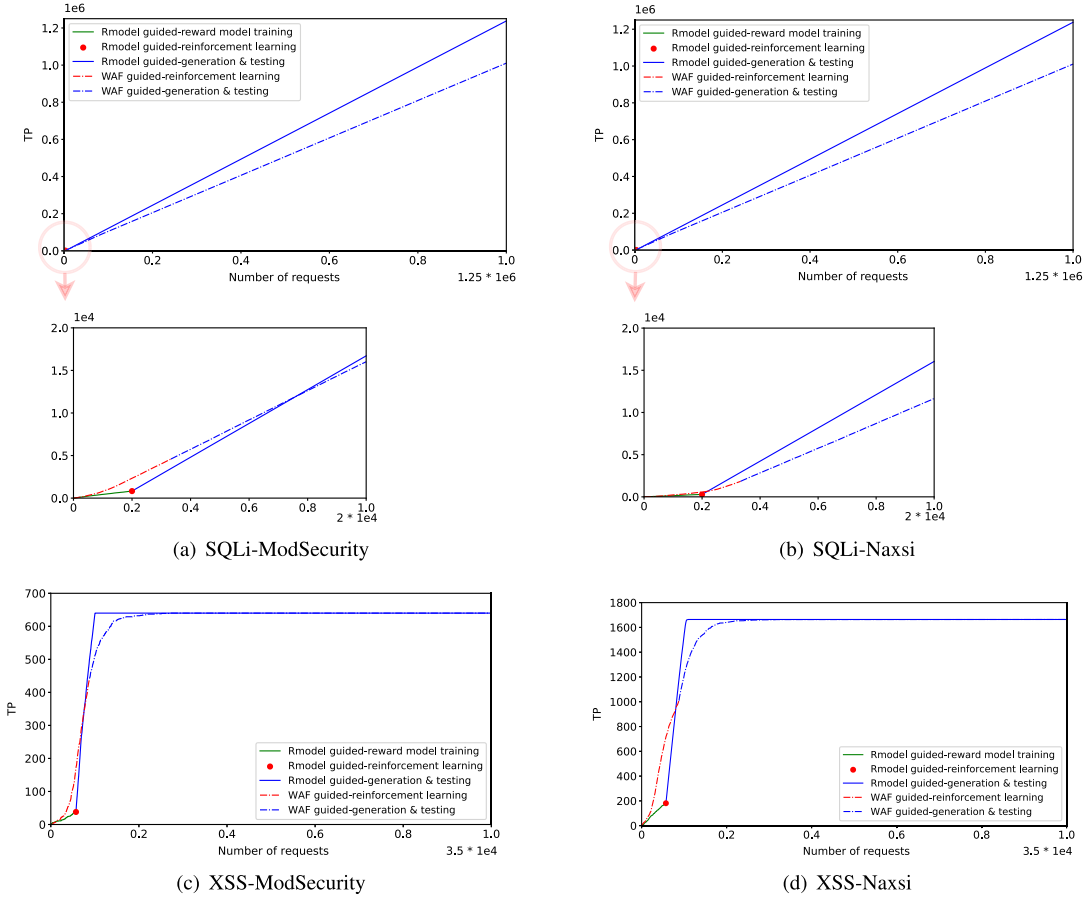 1e6
Rmodel guided-reward model training
Rmodel guided-reinforcement learning
Rmodel guided-generation & testing
WAF guided-reinforcement learning
WAF guided-generation & testing
TP
1.2
1.0
0.8
0.6
0.4
0.2
0.0
0 0.2 0.4 0.6 0.8 1.0
Number of requests
1.25 * 1e6
1e4
2.0
1.5
1.0
0.5
0.0
0 0.2 0.4 0.6 0.8 1.0
2 * 1e4
(a) SQLi-ModSecurity
1e6
Rmodel guided-reward model training
Rmodel guided-reinforcement learning
Rmodel guided-generation & testing
WAF guided-reinforcement learning
WAF guided-generation & testing
TP
1.2
1.0
0.8
0.6
0.4
0.2
0.0
0 0.2 0.4 0.6 0.8 1.0
Number of requests
1.25 * 1e6
1e4
2.0
1.5
1.0
0.5
0.0
0 0.2 0.4 0.6 0.8 1.0
2 * 1e4
(b) SQLi-Naxsi
700
600
500
400
300
200
100
0
TP
Rmodel guided-reward model training
Rmodel guided-reinforcement learning
Rmodel guided-generation & testing
WAF guided-reinforcement learning
WAF guided-generation & testing
0 0.2 0.4 0.6 0.8 1.0
Number of requests
3.5 * 1e4
(c) XSS-ModSecurity
1800
1600
1400
1200
1000
800
600
400
200
0
TP
Rmodel guided-reward model training
Rmodel guided-reinforcement learning
Rmodel guided-generation & testing
WAF guided-reinforcement learning
WAF guided-generation & testing
0 0.2 0.4 0.6 0.8 1.0
Number of requests
3.5 * 1e4
(d) XSS-Naxsi